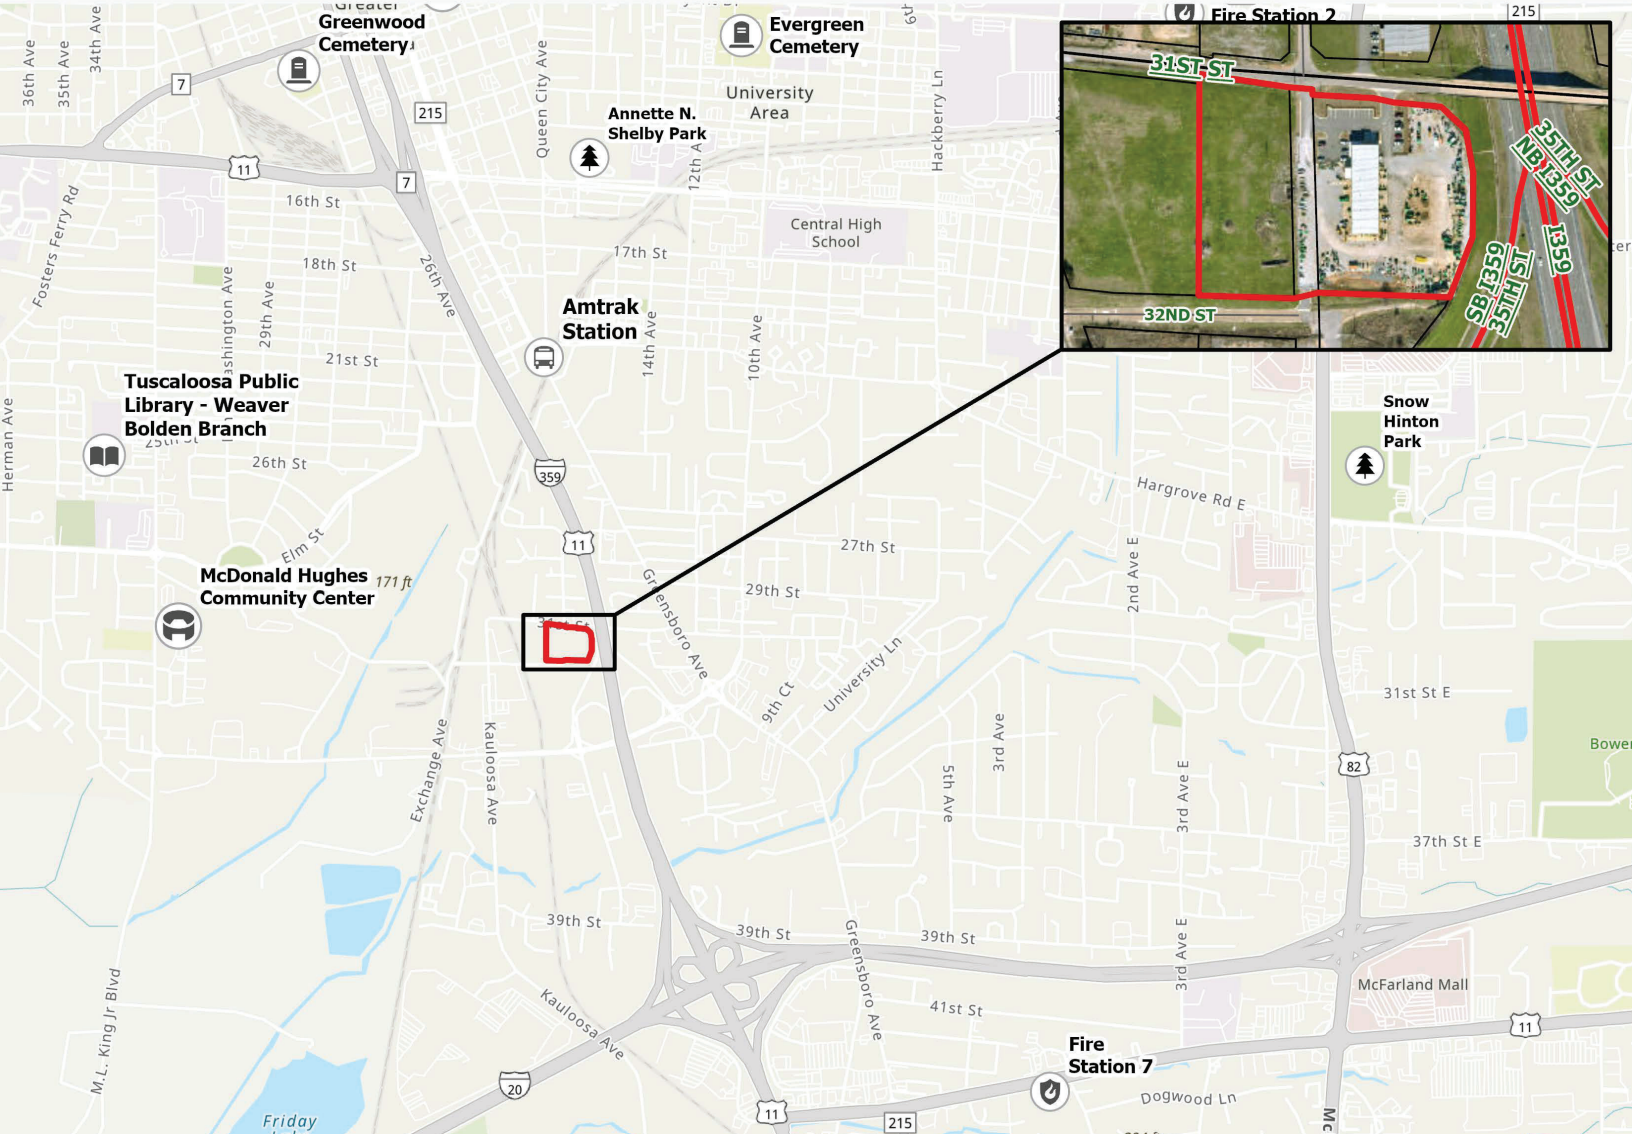 Greater
Greenwood
Cemetery
Evergreen
Cemetery
Fire Station 2
215
36th Ave
35th Ave
34th Ave
7
215
Queen City Ave
University
Area
Hackberry Ln
Annette N.
Shelby Park
12th A
11
7
16th St
Fosters Ferry Rd
Central High
School
17th St
18th St
26th Ave
29th Ave
ashington Ave
Amtrak
Station
14th Ave
10th Ave
21st St
31ST ST
35TH ST
NB I359
I359
SB I359
35TH ST
32ND ST
Tuscaloosa Public
Library - Weaver
Bolden Branch
25th St
26th St
Herman Ave
359
Snow
Hinton
Park
Hargrove Rd E
11
27th St
Elm St
2nd Ave E
McDonald Hughes
Community Center
171 ft
29th St
Greensboro Ave
31st St
University Ln
9th Ct
31st St E
Bower
Exchange Ave
Kauloosa Ave
3rd Ave
5th Ave
3rd Ave E
82
37th St E
39th St
39th St
39th St
Greensboro Ave
3rd Ave E
McFarland Mall
M.L. King Jr Blvd
Kauloosa Ave
41st St
11
Fire
Station 7
20
Dogwood Ln
11
215
Friday
Mc